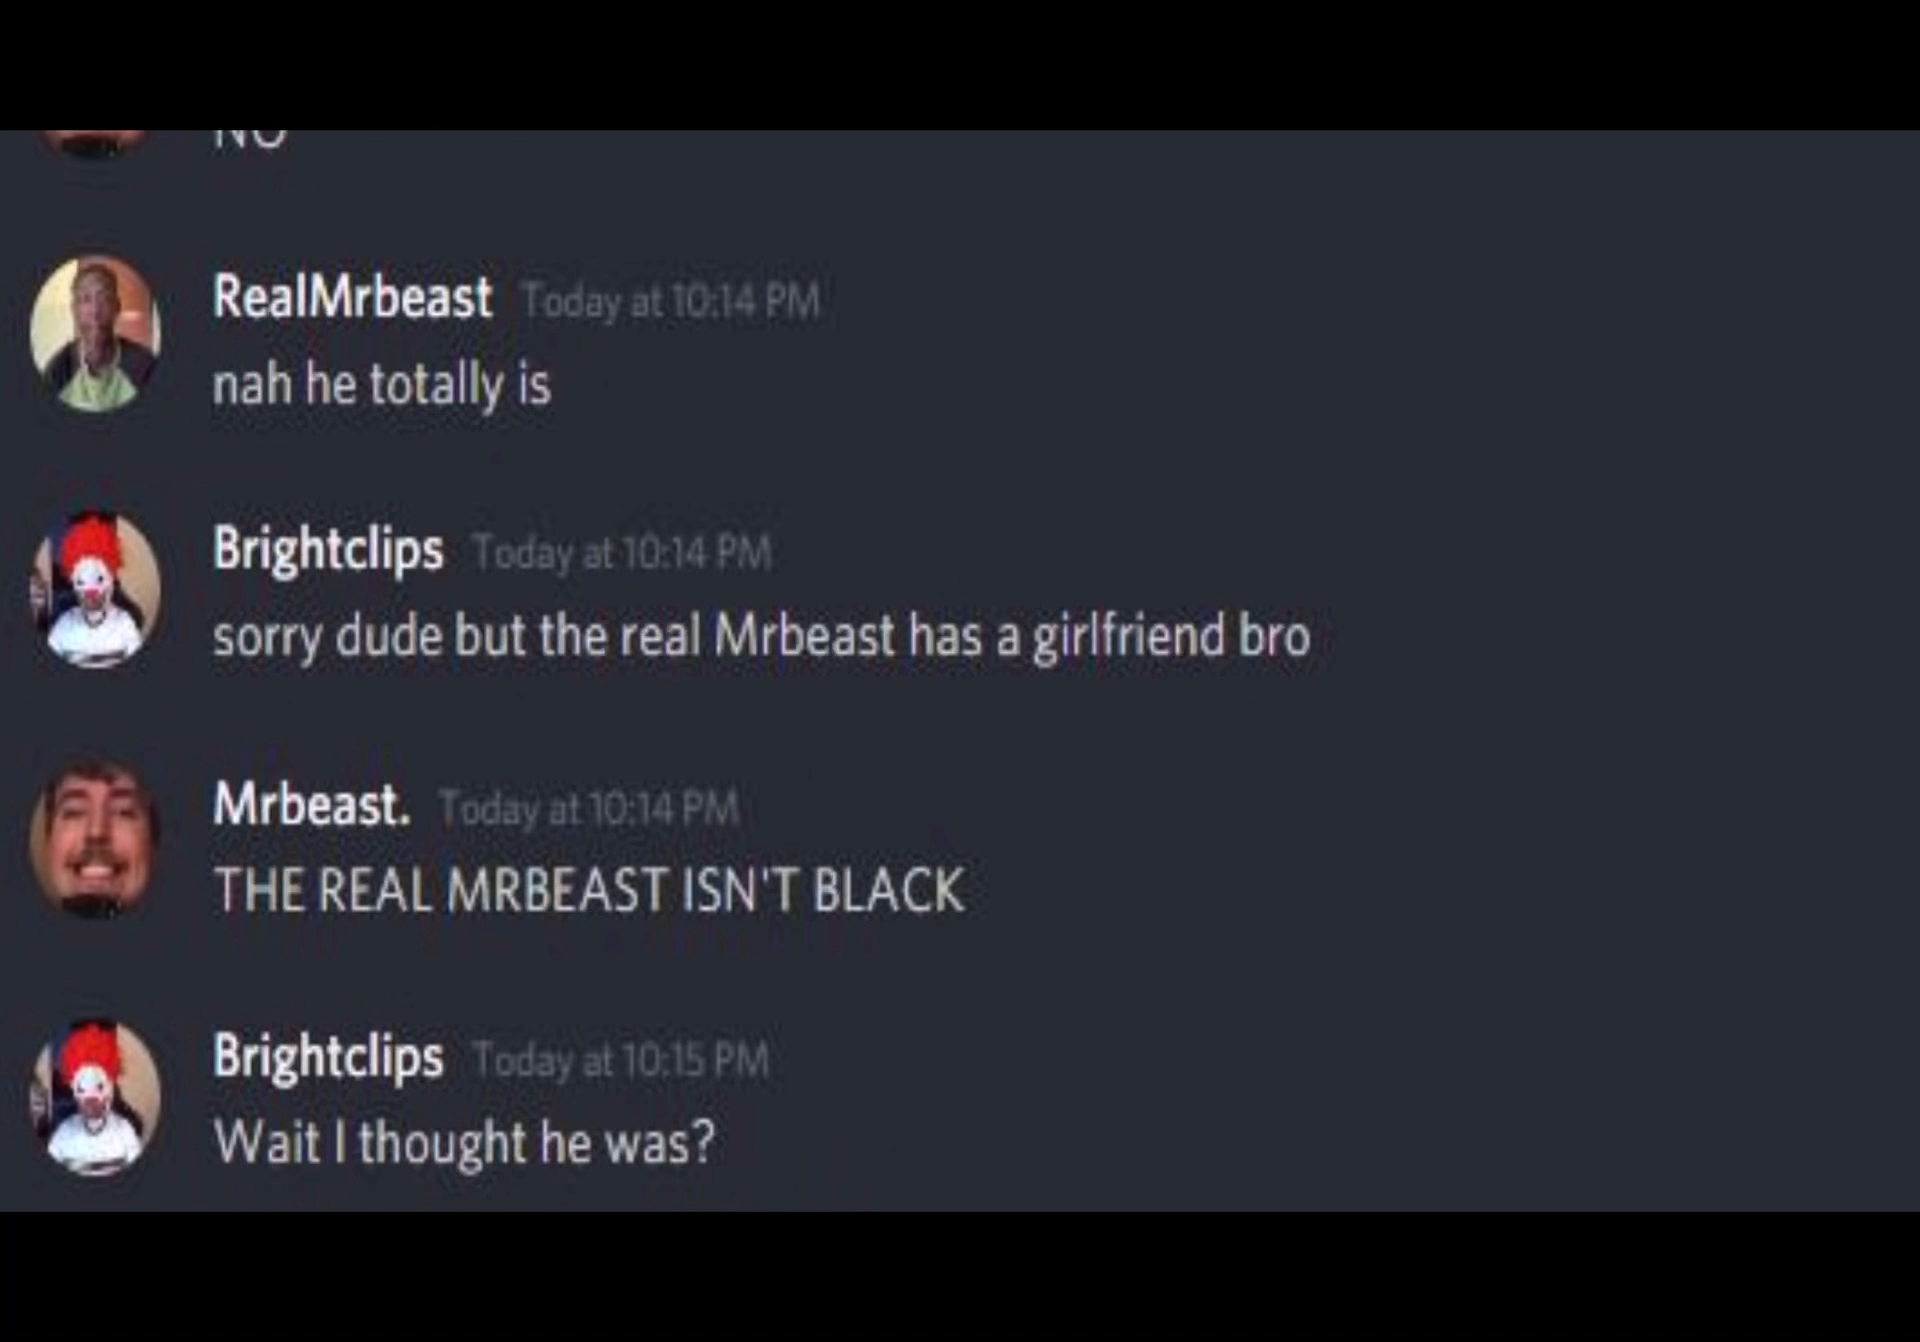 NO
RealMrbeast Today at 10:14 PM
nah he totally is
Brightclips Today at 10:14 PM
sorry dude but the real Mrbeast has a girlfriend bro
Mrbeast. Today at 10:14 PM
THE REAL MRBEAST ISN'T BLACK
Brightclips Today at 10:15 PM
Wait I thought he was?